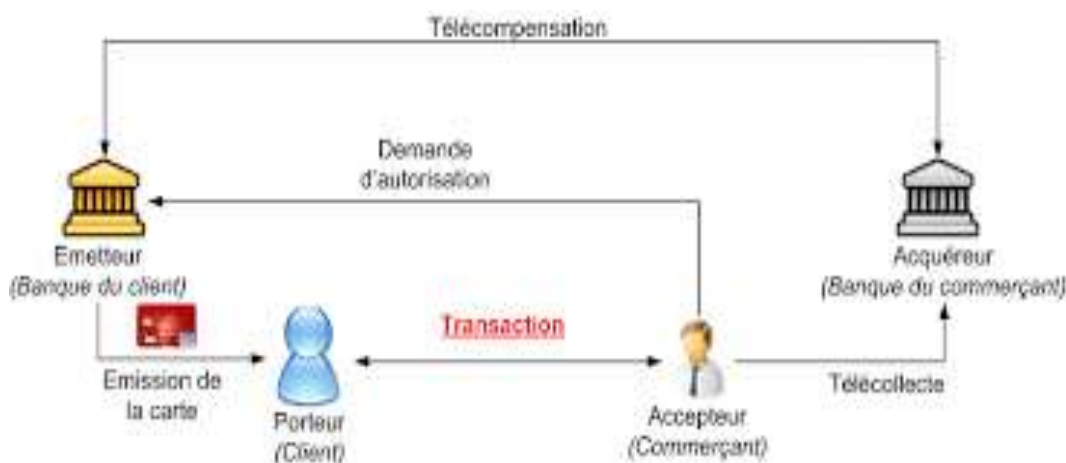 Télécompensation
Demande
d'autorisation
Emetteur
(Banque du client)
Acquéreur
(Banque du commerçant)
Transaction
Emission de
la carte
Porteur
(Client)
Accepteur
(Commerçant)
Télécollecte